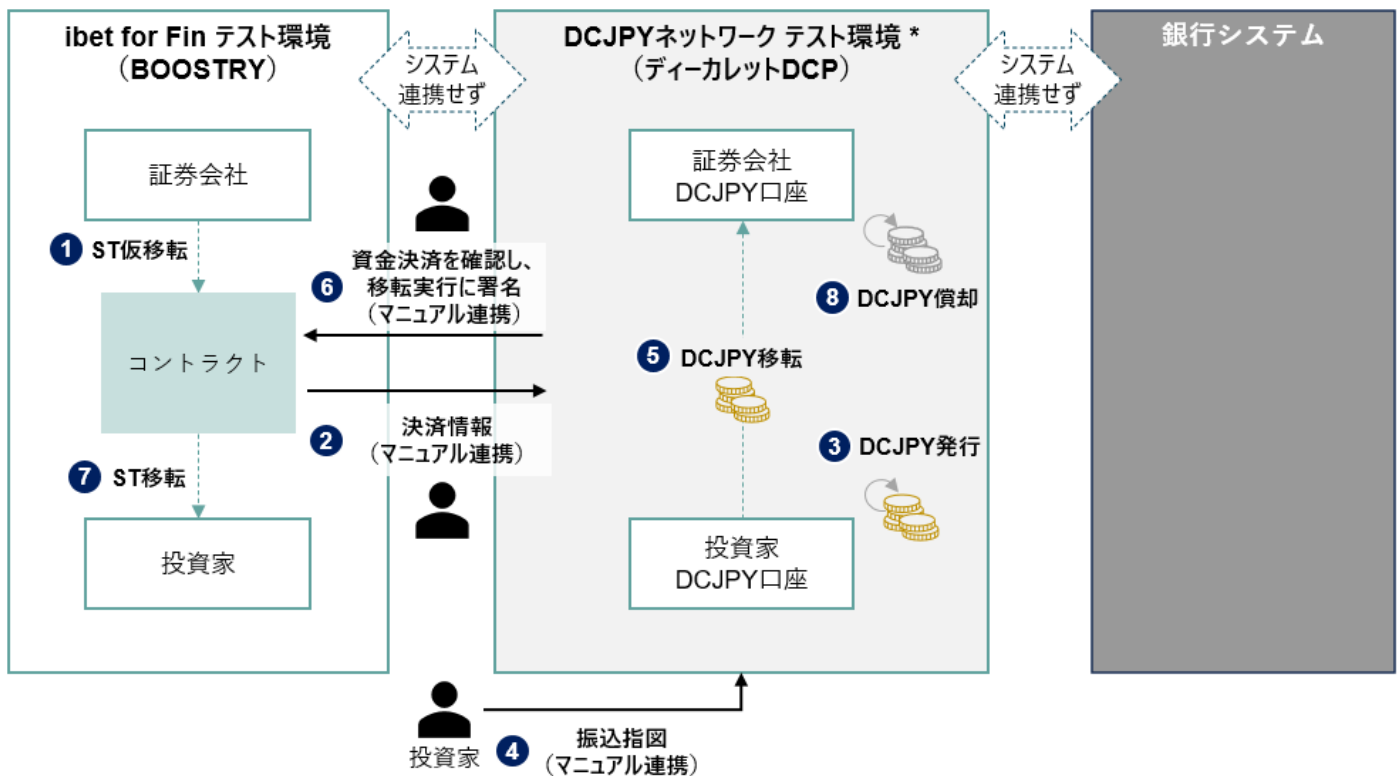 ibet for Fin テスト環境
（BOOSTRY）
システム
連携せず
DCJPYネットワーク テスト環境 *
（ディーカレットDCP）
システム
連携せず
銀行システム
証券会社
証券会社
DCJPY口座
1 ST仮移転
6 資金決済を確認し、
移転実行に署名
（マニュアル連携）
8 DCJPY償却
コントラクト
5 DCJPY移転
2 決済情報
（マニュアル連携）
3 DCJPY発行
7 ST移転
投資家
投資家
DCJPY口座
投資家
4 振込指図
（マニュアル連携）